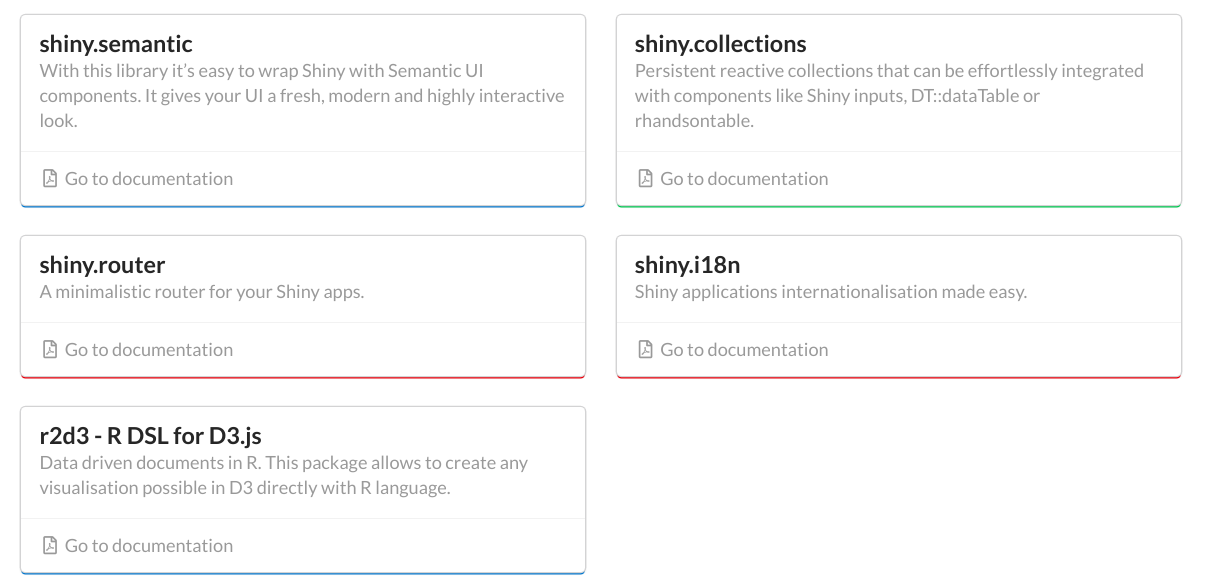 shiny.semantic
With this library it’s easy to wrap Shiny with Semantic UI
components. It gives your UI a fresh, modern and highly interactive
look.
Go to documentation
shiny.collections
Persistent reactive collections that can be effortlessly integrated
with components like Shiny inputs, DT::dataTable or
rhandsontable.
Go to documentation
shiny.router
A minimalistic router for your Shiny apps.
Go to documentation
shiny.i18n
Shiny applications internationalisation made easy.
Go to documentation
r2d3 - R DSL for D3.js
Data driven documents in R. This package allows to create any
visualisation possible in D3 directly with R language.
Go to documentation